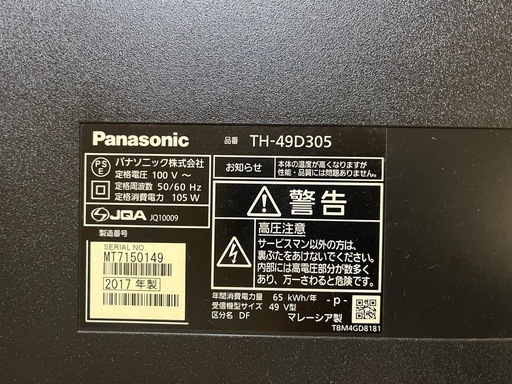 Panasonic
品番 TH-49D305
PS
E
パナソニック株式会社
定格電圧 100 V ～
定格周波数 50/60 Hz
定格消費電力 105 W
JQA JQ10009
製造番号
SERIAL NO
MT7150149
2017 年製
お知らせ
本体の温度が高くなりますが
性能・品質には問題ありません。
警告
高圧注意
サービスマン以外の方は、
裏ぶたをあけないでください。
内部には高電圧部分が数多く
あり、万一さわると危険です。
年間消費電力量 65 kWh/年 -p-
受信機型サイズ 49 V型
区分名 DF マレーシア製
TBM4GD8181